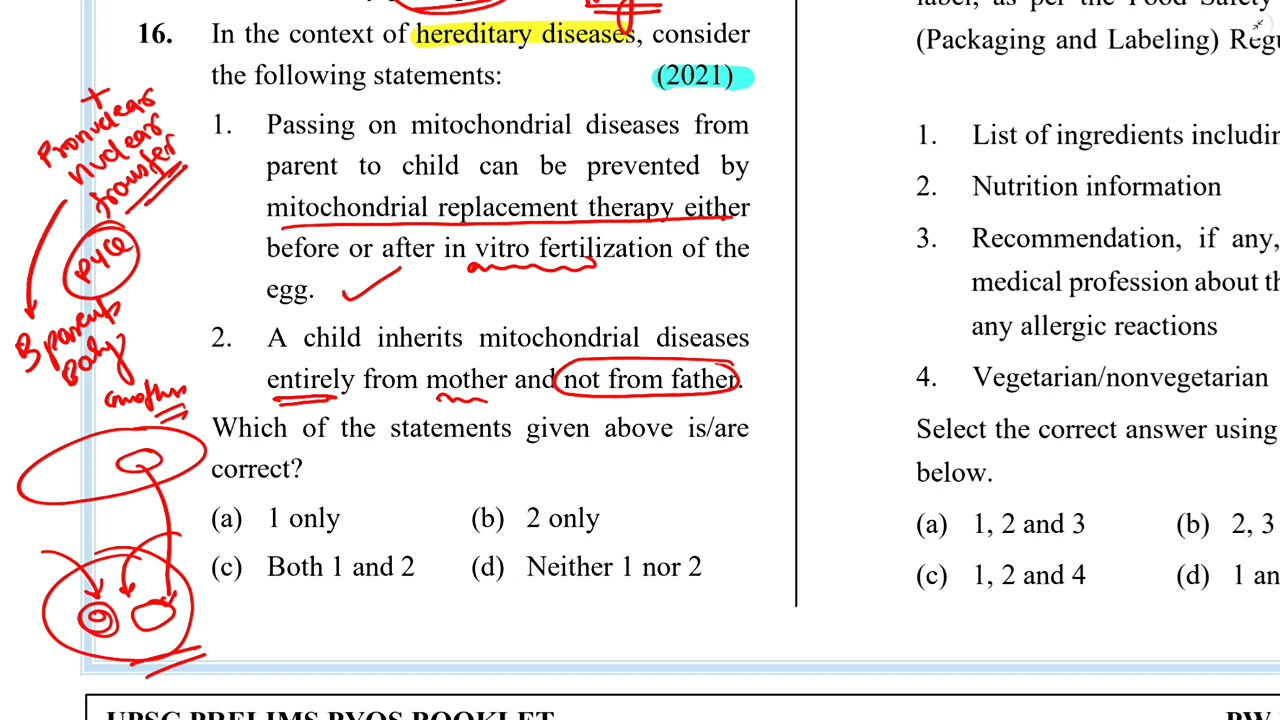 16. In the context of hereditary diseases, consider
the following statements: (2021)
1. Passing on mitochondrial diseases from
parent to child can be prevented by
mitochondrial replacement therapy either
before or after in vitro fertilization of the
egg.
2. A child inherits mitochondrial diseases
entirely from mother and not from father.
Which of the statements given above is/are
correct?
(a) 1 only (b) 2 only
(c) Both 1 and 2 (d) Neither 1 nor 2
Pronuclear
nuclear
transfer
3 parents
Baby
(Packaging and Labeling)
1. List of ingredients
2. Nutrition information
3. Recommendation, if any,
medical profession about
any allergic reactions
4. Vegetarian/nonvegetarian
Select the correct answer using
below.
(a) 1, 2 and 3 (b) 2, 3
(c) 1, 2 and 4 (d) 1
UPSC PRELIMS PYQS BOOKLET
PW